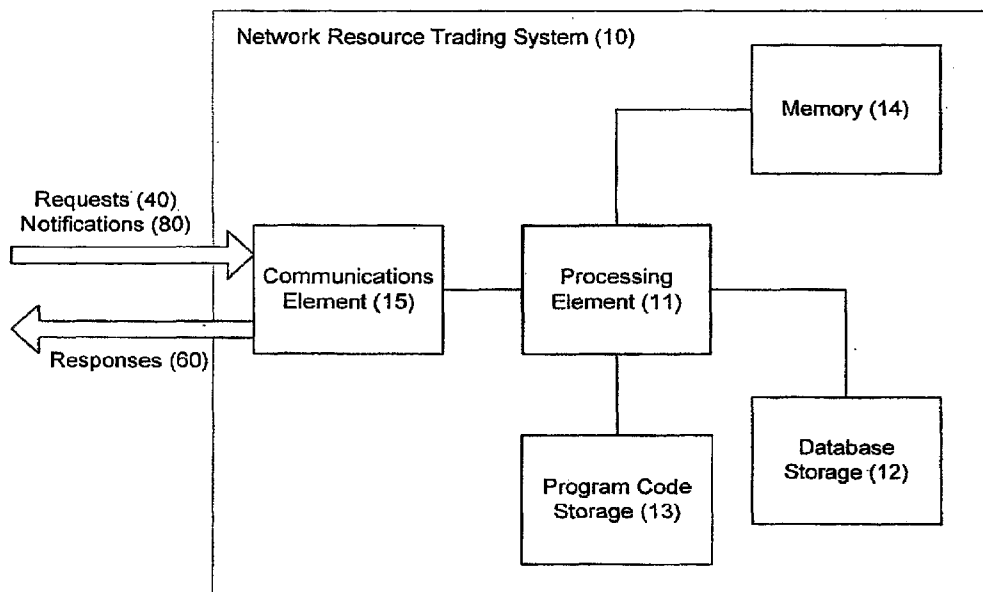 Network Resource Trading System (10)
Memory (14)
Requests (40)
Notifications (80)
Communications
Element (15)
Processing
Element (11)
Responses (60)
Program Code
Storage (13)
Database
Storage (12)